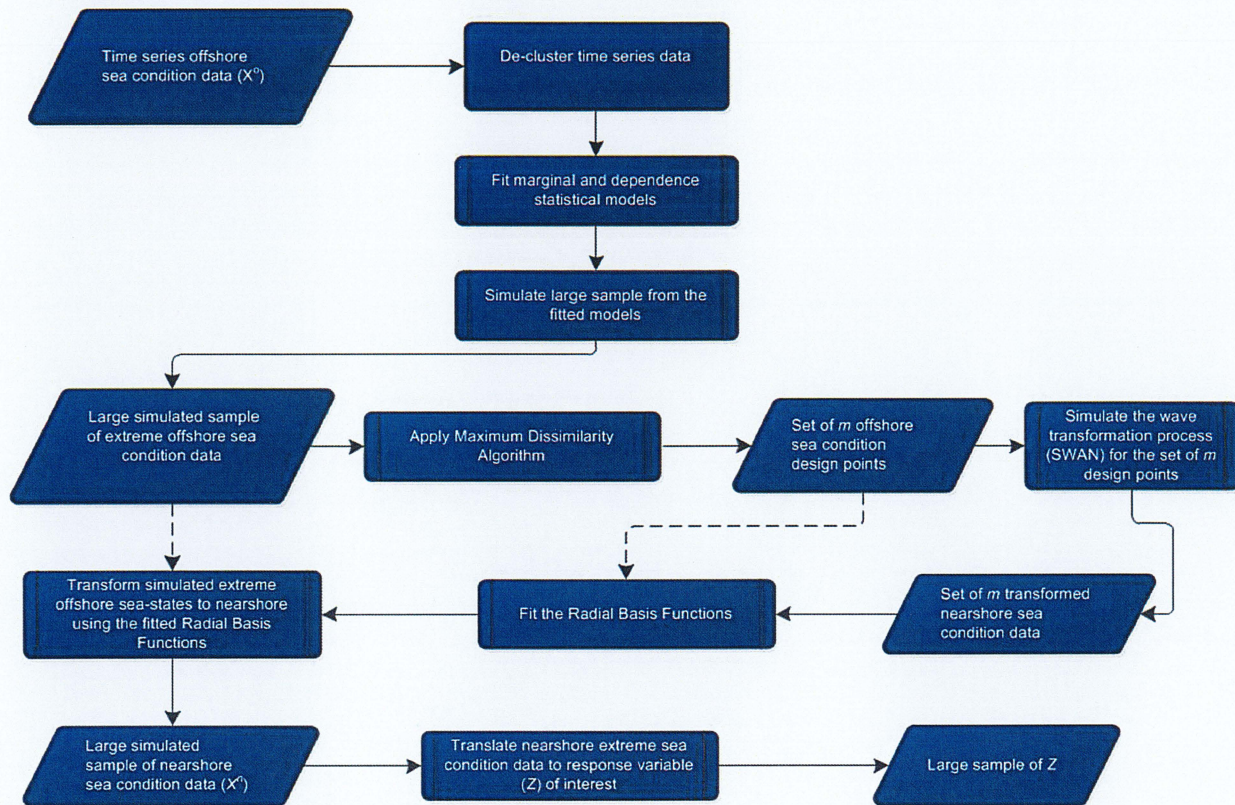 Time series offshore
sea condition data (X°)
De-cluster time series data
Fit marginal and dependence
statistical models
Simulate large sample from the
fitted models
Large simulated sample
of extreme offshore sea
condition data
Apply Maximum Dissimilarity
Algorithm
Set of m offshore
sea condition
design points
Simulate the wave
transformation process
(SWAN) for the set of m
design points
Transform simulated extreme
offshore sea-states to nearshore
using the fitted Radial Basis
Functions
Fit the Radial Basis Functions
Set of m transformed
nearshore sea
condition data
Large simulated
sample of nearshore
sea condition data (Xⁿ)
Translate nearshore extreme sea
condition data to response variable
(Z) of interest
Large sample of Z